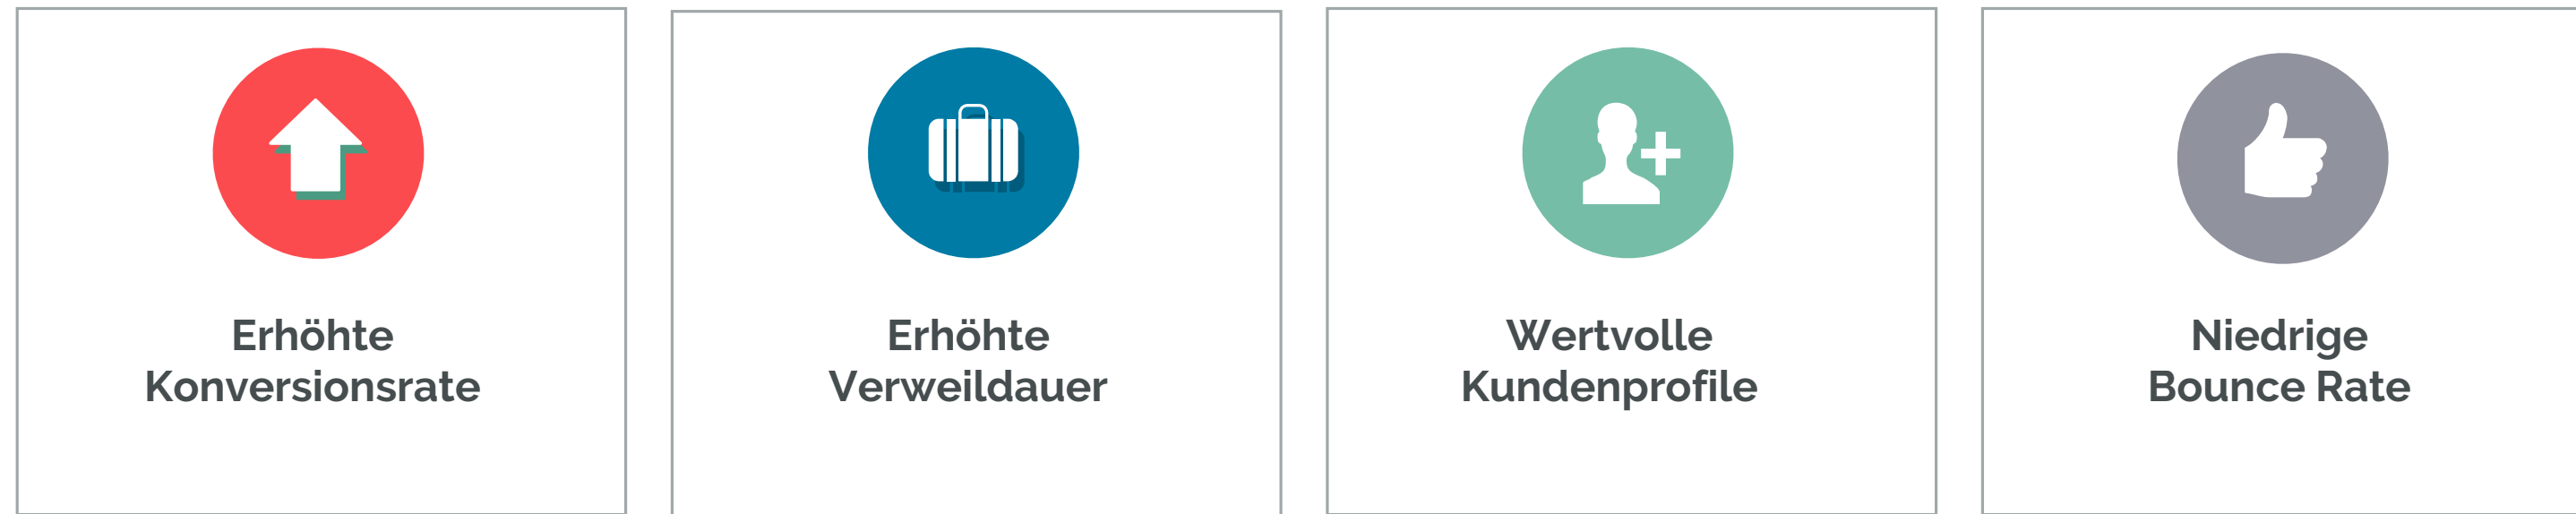 Erhöhte
Konversionsrate
Erhöhte
Verweildauer
Wertvolle
Kundenprofile
Niedrige
Bounce Rate